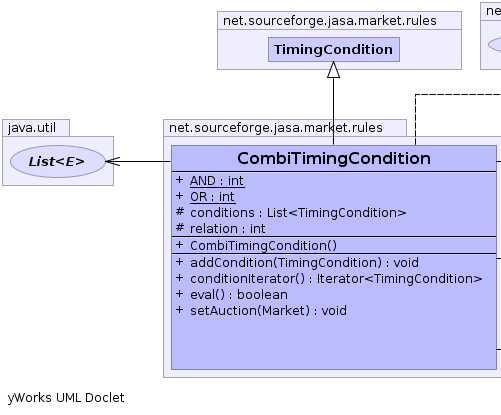 net.sourceforge.jasa.market.rules
ne
TimingCondition
java.util
List<E>
net.sourceforge.jasa.market.rules
CombiTimingCondition
+ AND : int
+ OR : int
# conditions : List<TimingCondition>
# relation : int
+ CombiTimingCondition()
+ addCondition(TimingCondition) : void
+ conditionIterator() : Iterator<TimingCondition>
+ eval() : boolean
+ setAuction(Market) : void
yWorks UML Doclet